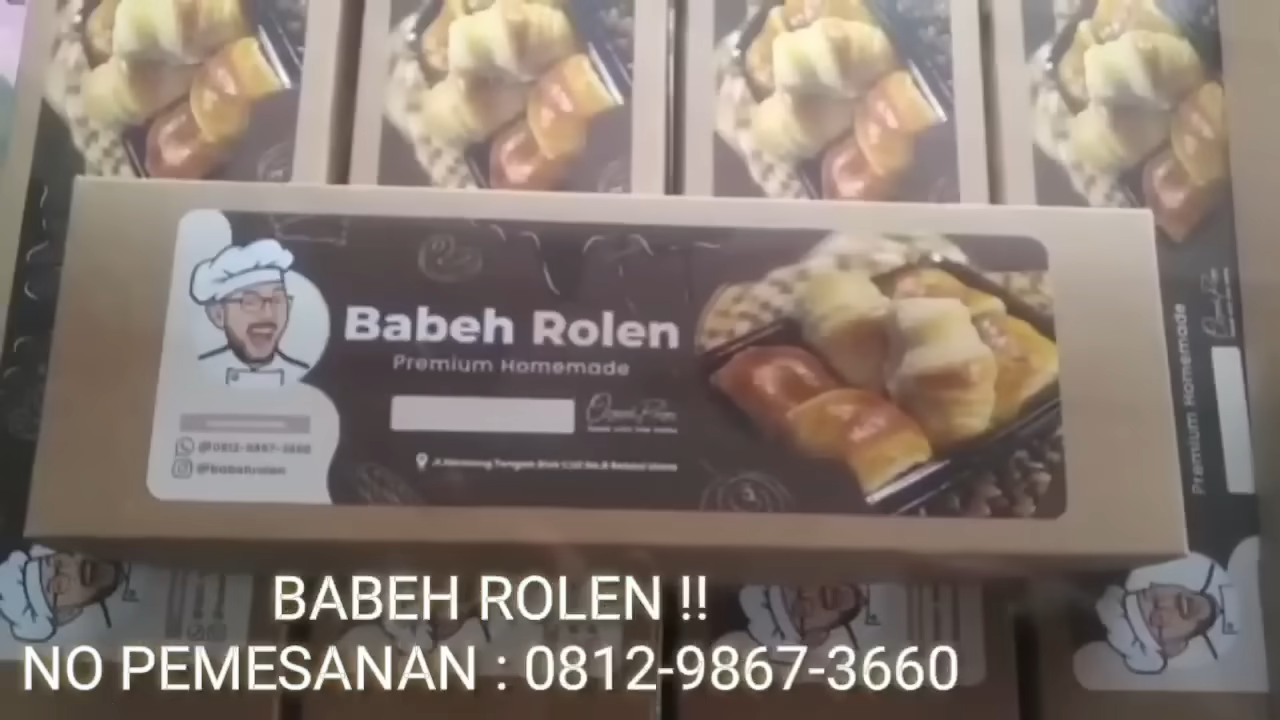 Babeh Rolen
Premium Homemade
@0812-9867-3660
@babehrolen
Premium Homemade
BABEH ROLEN !!
NO PEMESANAN : 0812-9867-3660